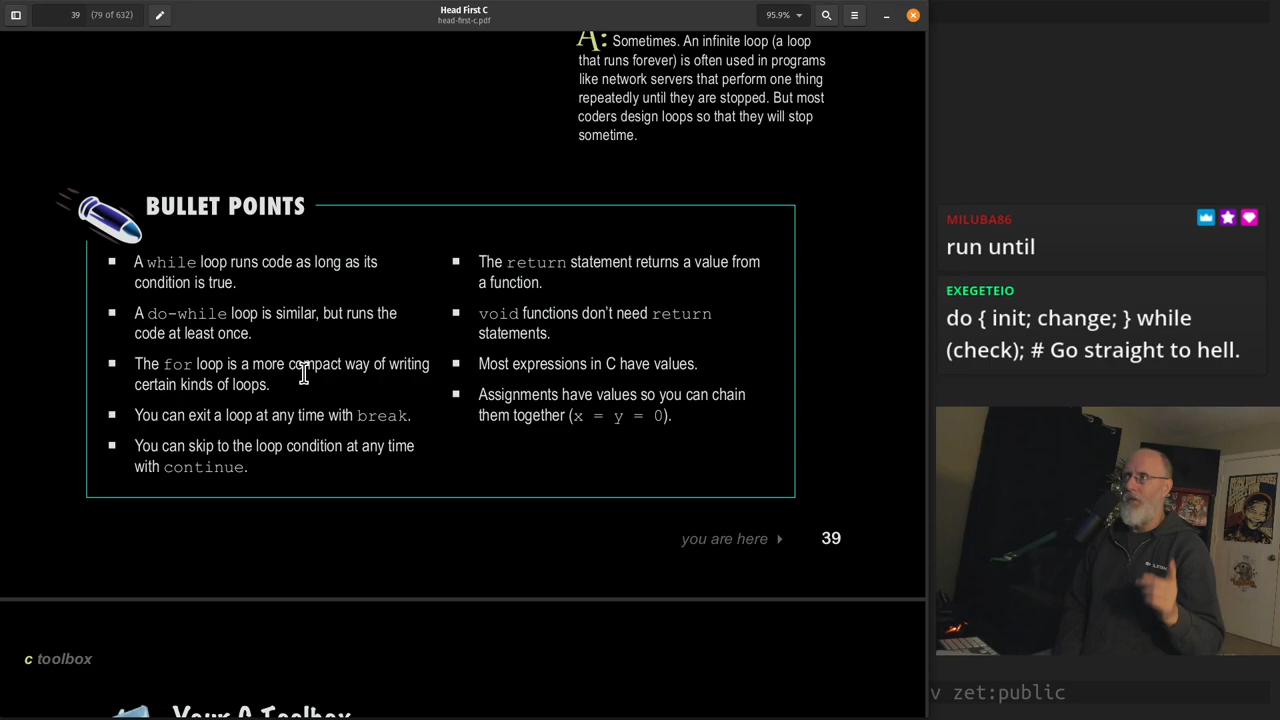 39 (79 of 632)
Head First C
head-first-c.pdf
95.9%
A: Sometimes. An infinite loop (a loop
that runs forever) is often used in programs
like network servers that perform one thing
repeatedly until they are stopped. But most
coders design loops so that they will stop
sometime.
BULLET POINTS
A while loop runs code as long as its
condition is true.
A do-while loop is similar, but runs the
code at least once.
The for loop is a more compact way of writing
certain kinds of loops.
You can exit a loop at any time with break.
You can skip to the loop condition at any time
with continue.
The return statement returns a value from
a function.
void functions don't need return
statements.
Most expressions in C have values.
Assignments have values so you can chain
them together (x = y = 0).
you are here
39
c toolbox
Your C Toolbox
MILUBA86
run until
EXEGETEIO
do { init; change; } while
(check); # Go straight to hell.
v zet:public